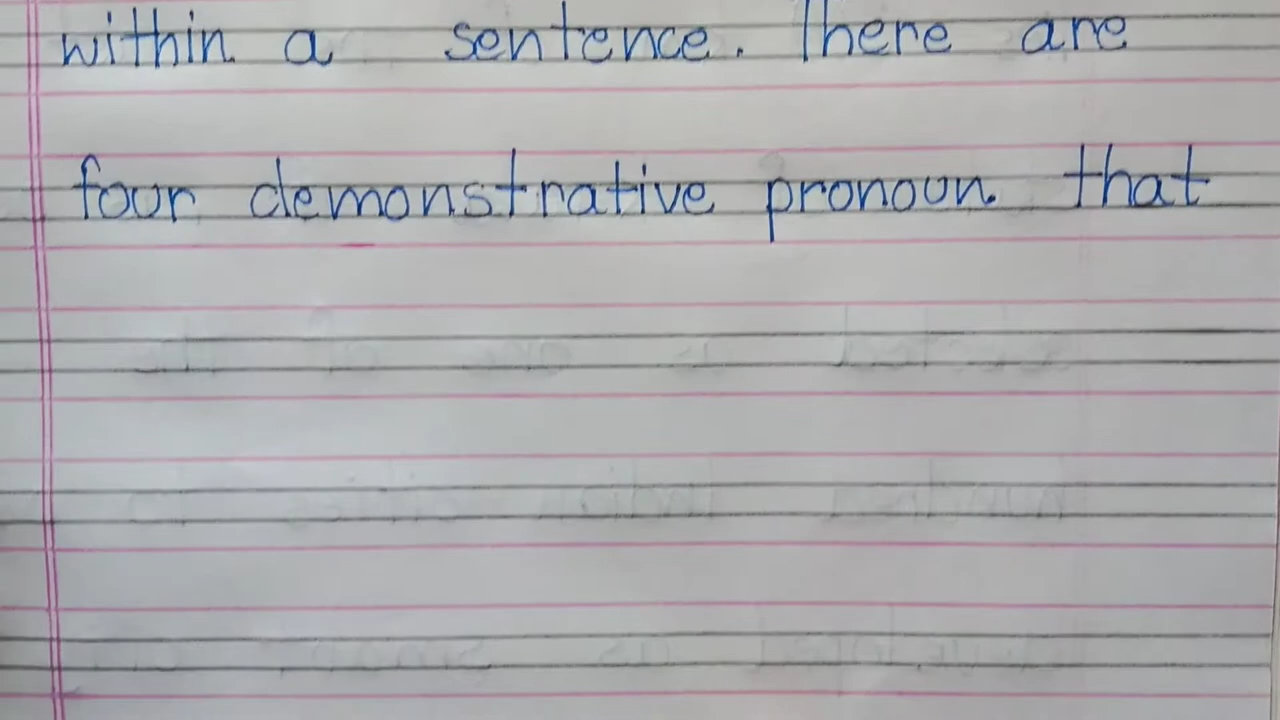 within a sentence. There are
four demonstrative pronoun that